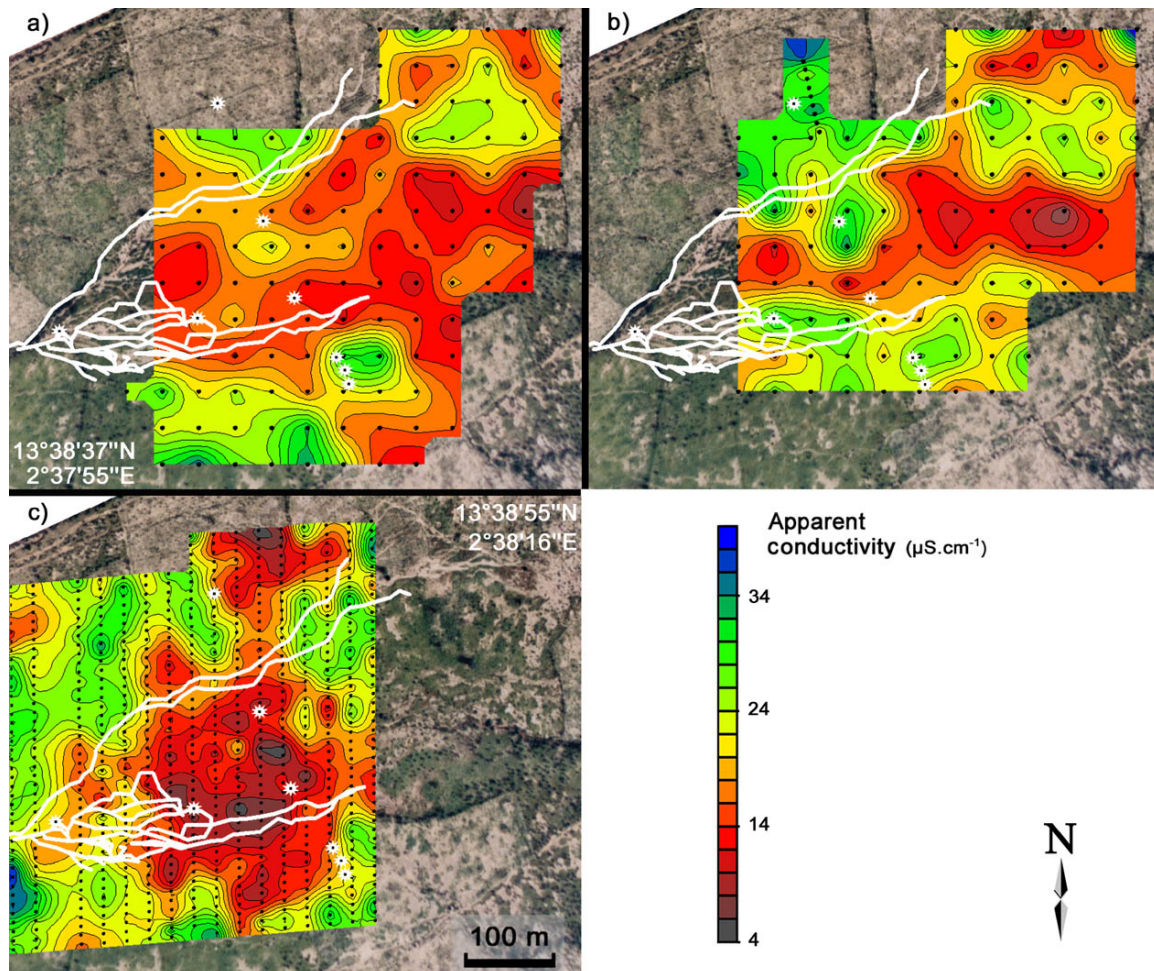 a)
b)
13°38'37"N
2°37'55"E
c)
13°38'55"N
2°38'16"E
100 m
Apparent
conductivity (µS.cm⁻¹)
34
24
14
4
N